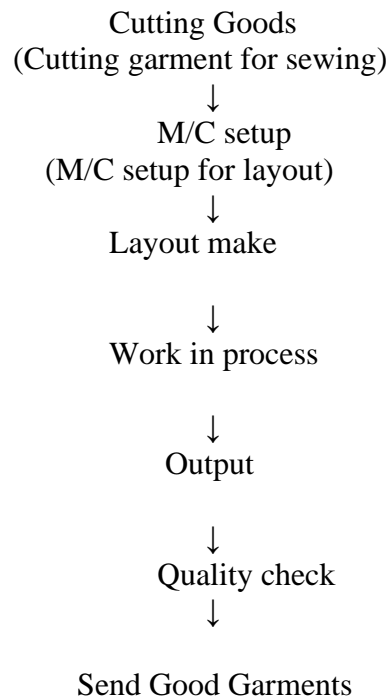 Cutting Goods
(Cutting garment for sewing)
↓
M/C setup
(M/C setup for layout)
↓
Layout make
↓
Work in process
↓
Output
↓
Quality check
↓
Send Good Garments